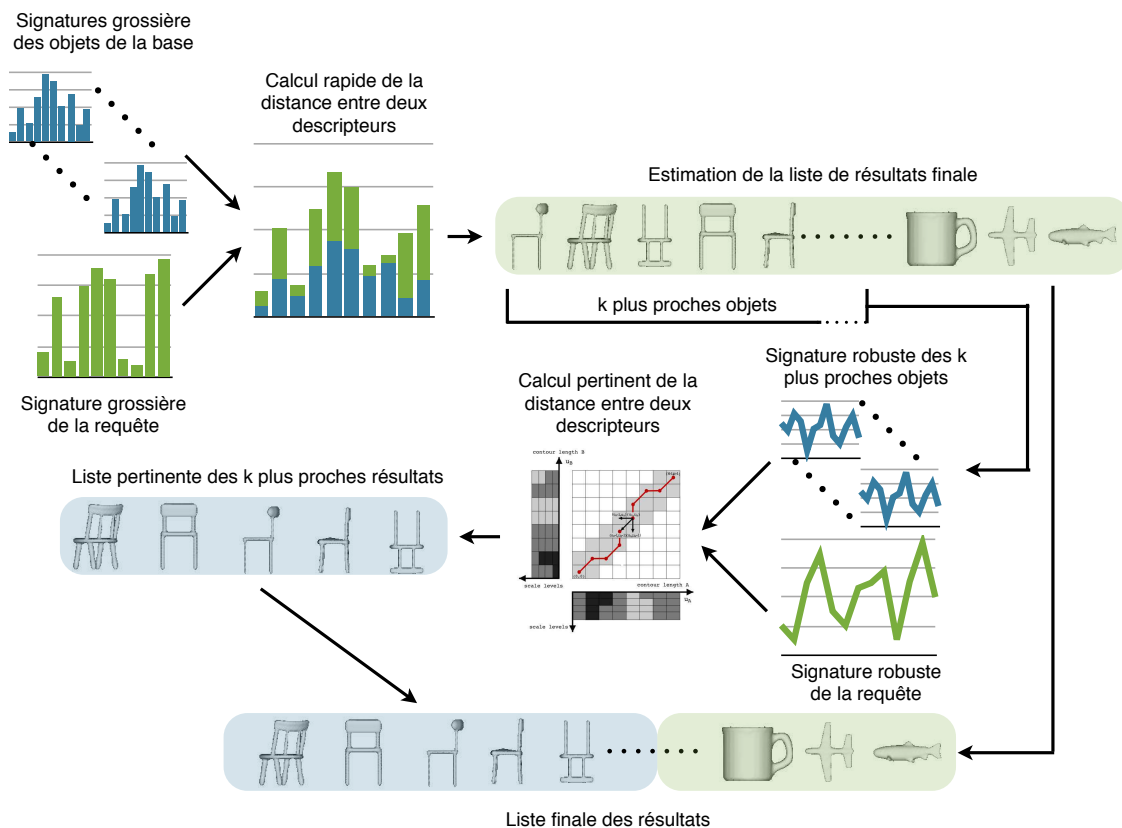 Signatures grossière
des objets de la base
Calcul rapide de la
distance entre deux
descripteurs
Estimation de la liste de résultats finale
k plus proches objets
Signature grossière
de la requête
Signature robuste des k
plus proches objets
Calcul pertinent de la
distance entre deux
descripteurs
contour length B
u_B
scale levels
contour length A
u_A
scale levels
Liste pertinente des k plus proches résultats
Signature robuste
de la requête
Liste finale des résultats